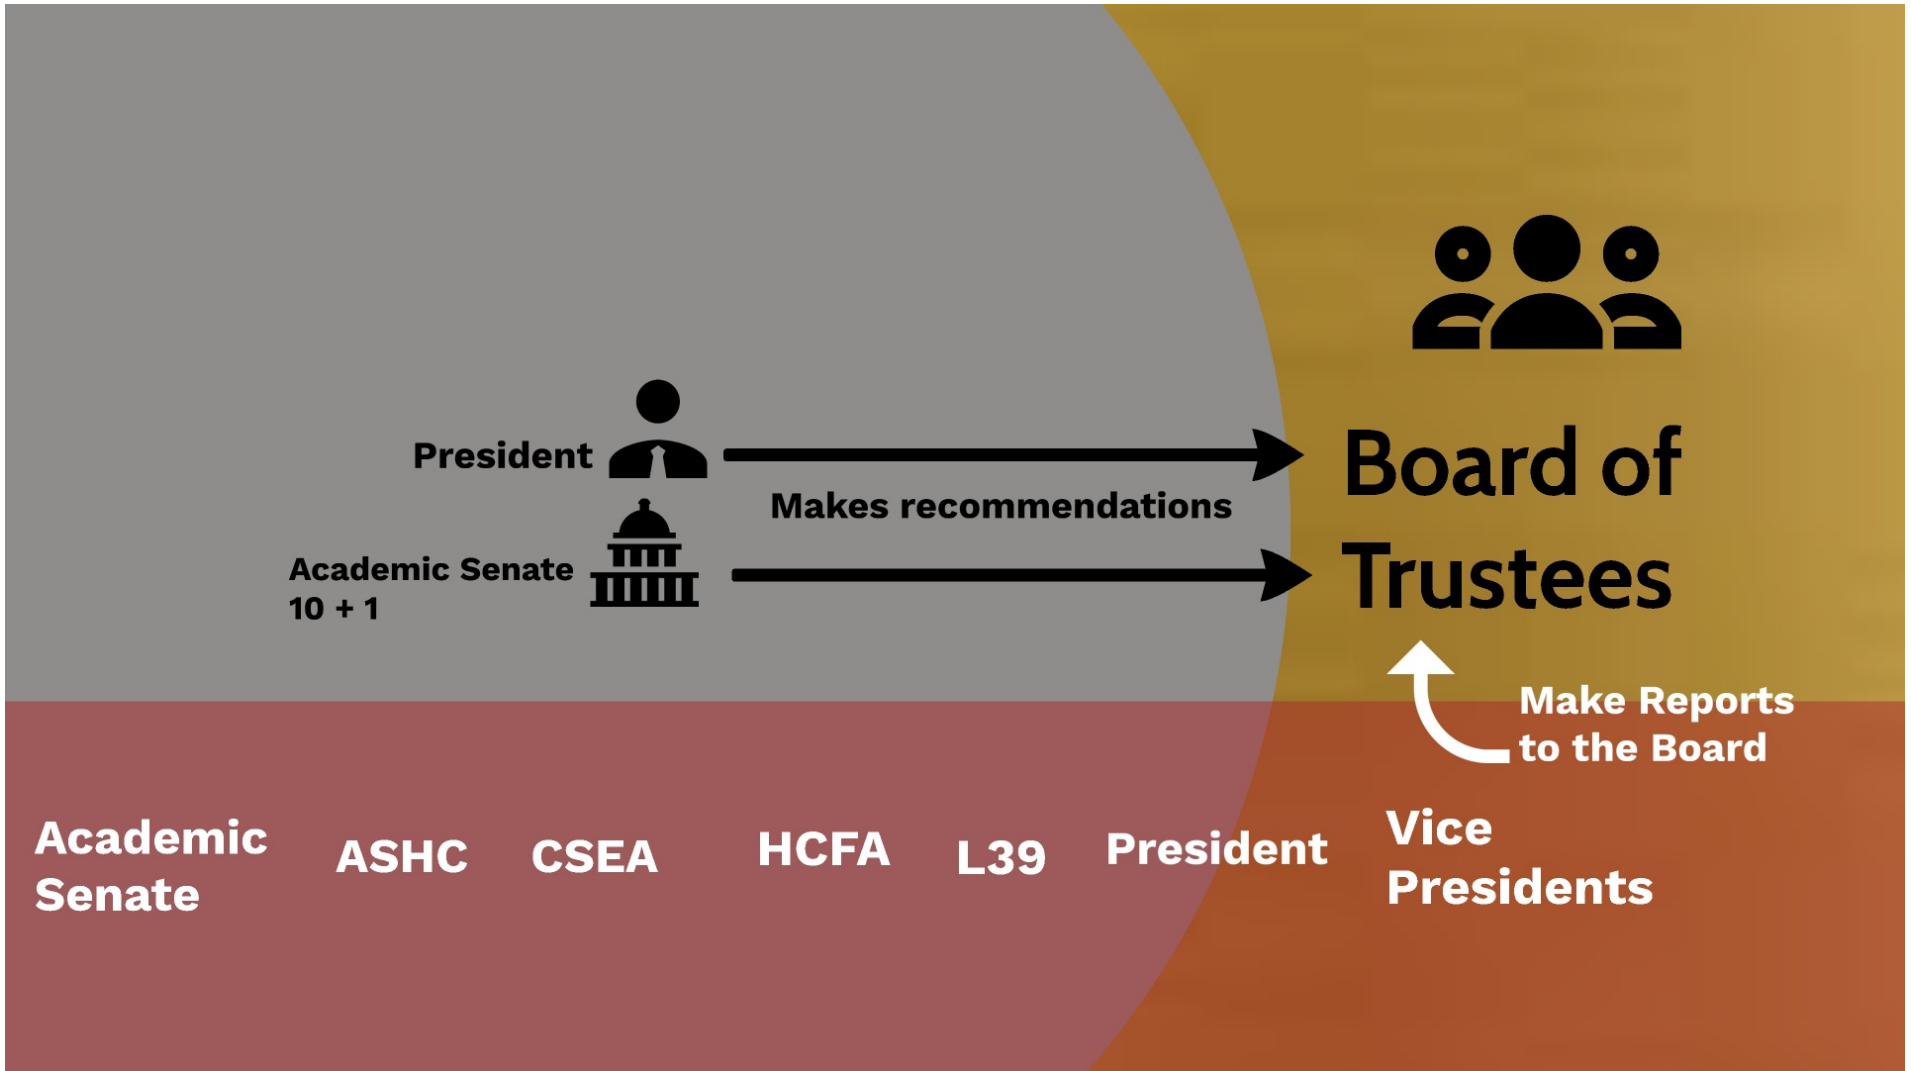 President
Makes recommendations
Academic Senate
10 + 1
Board of
Trustees
Make Reports
to the Board
Academic
Senate
ASHC
CSEA
HCFA
L39
President
Vice
Presidents